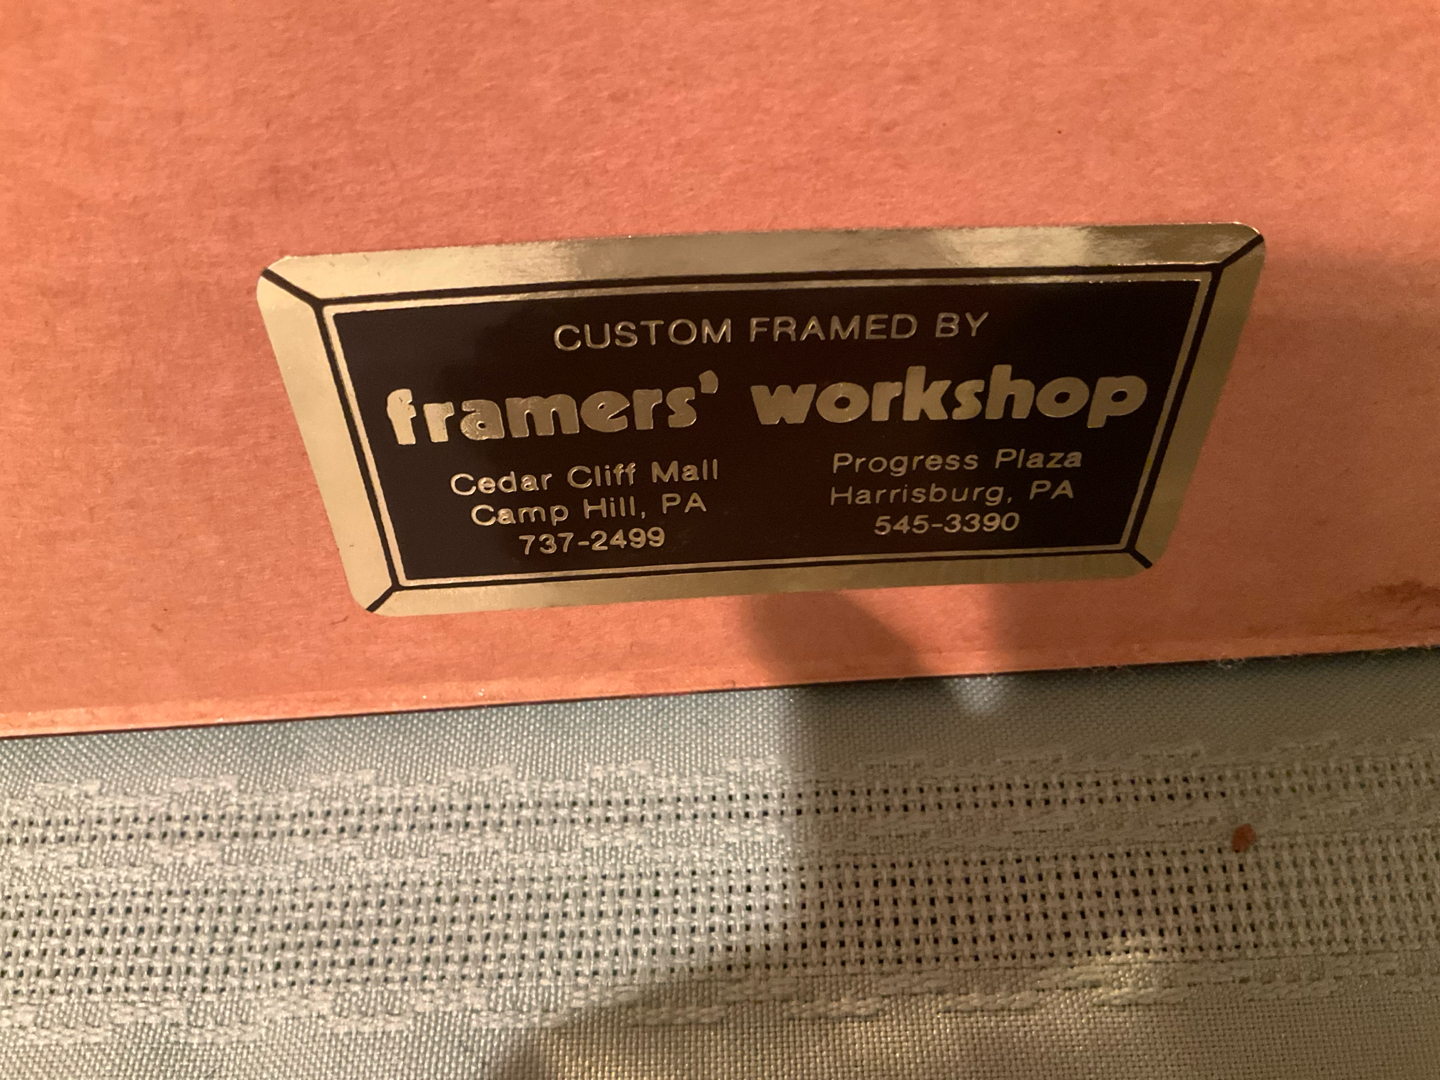 CUSTOM FRAMED BY
framers' workshop
Cedar Cliff Mall
Camp Hill, PA
737-2499
Progress Plaza
Harrisburg, PA
545-3390